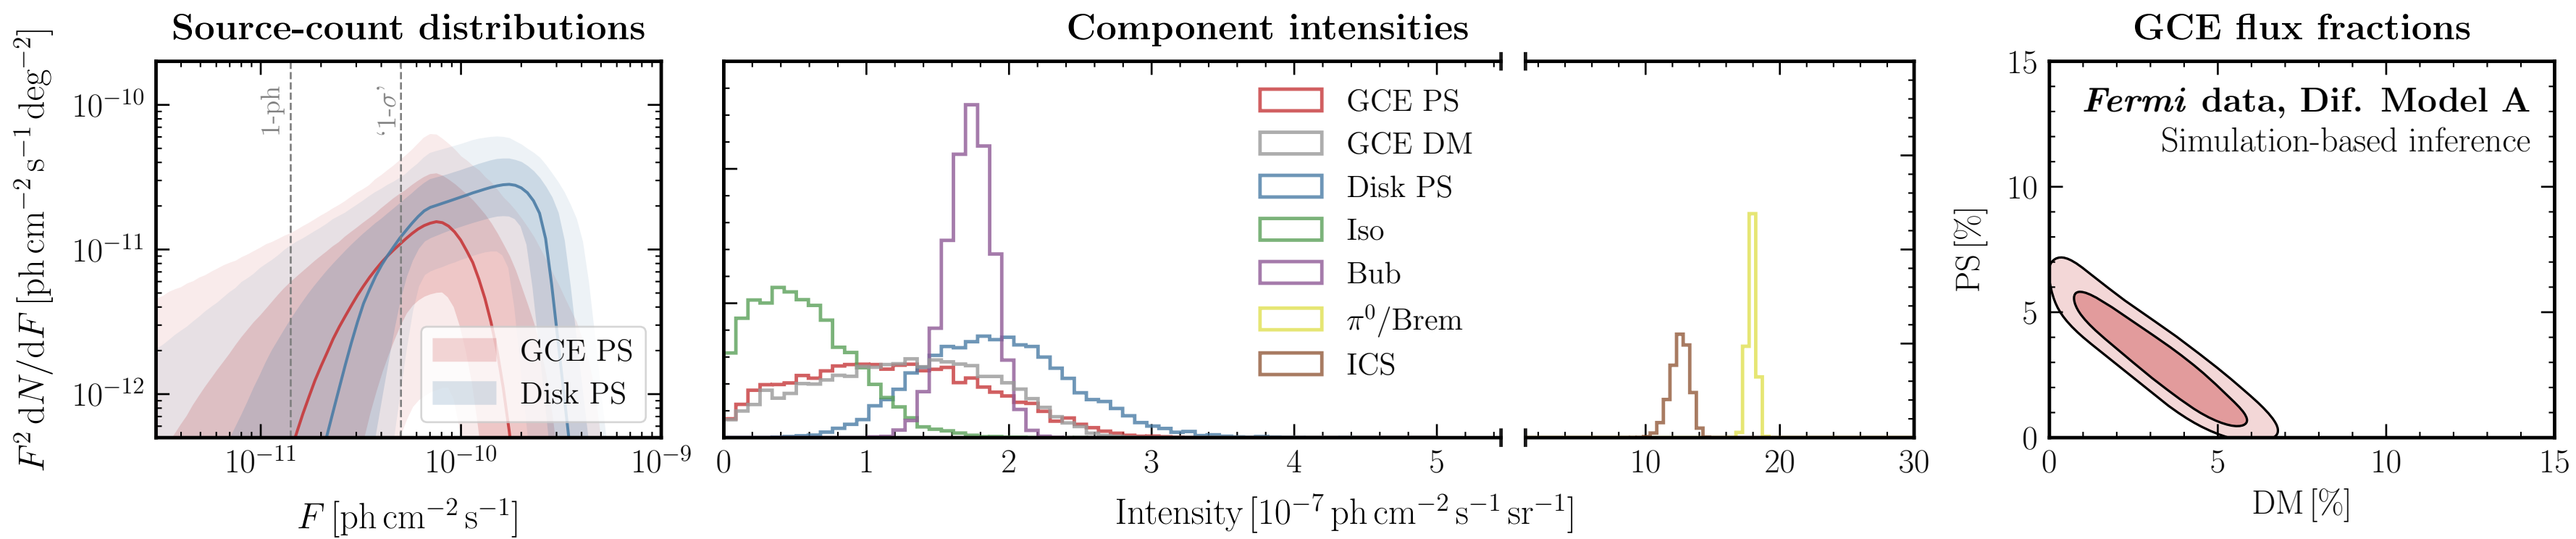 Source-count distributions
F² dN/dF [ph cm⁻² s⁻¹ deg⁻²]
10⁻¹⁰
10⁻¹¹
10⁻¹²
1-ph
‘1-σ’
GCE PS
Disk PS
10⁻¹¹ 10⁻¹⁰ 10⁻⁹
F [ph cm⁻² s⁻¹]
Component intensities
GCE PS
GCE DM
Disk PS
Iso
Bub
π⁰/Brem
ICS
0 1 2 3 4 5 10 20 30
Intensity [10⁻⁷ ph cm⁻² s⁻¹ sr⁻¹]
GCE flux fractions
Fermi data, Dif. Model A
Simulation-based inference
PS [%]
15
10
5
0
0 5 10 15
DM [%]